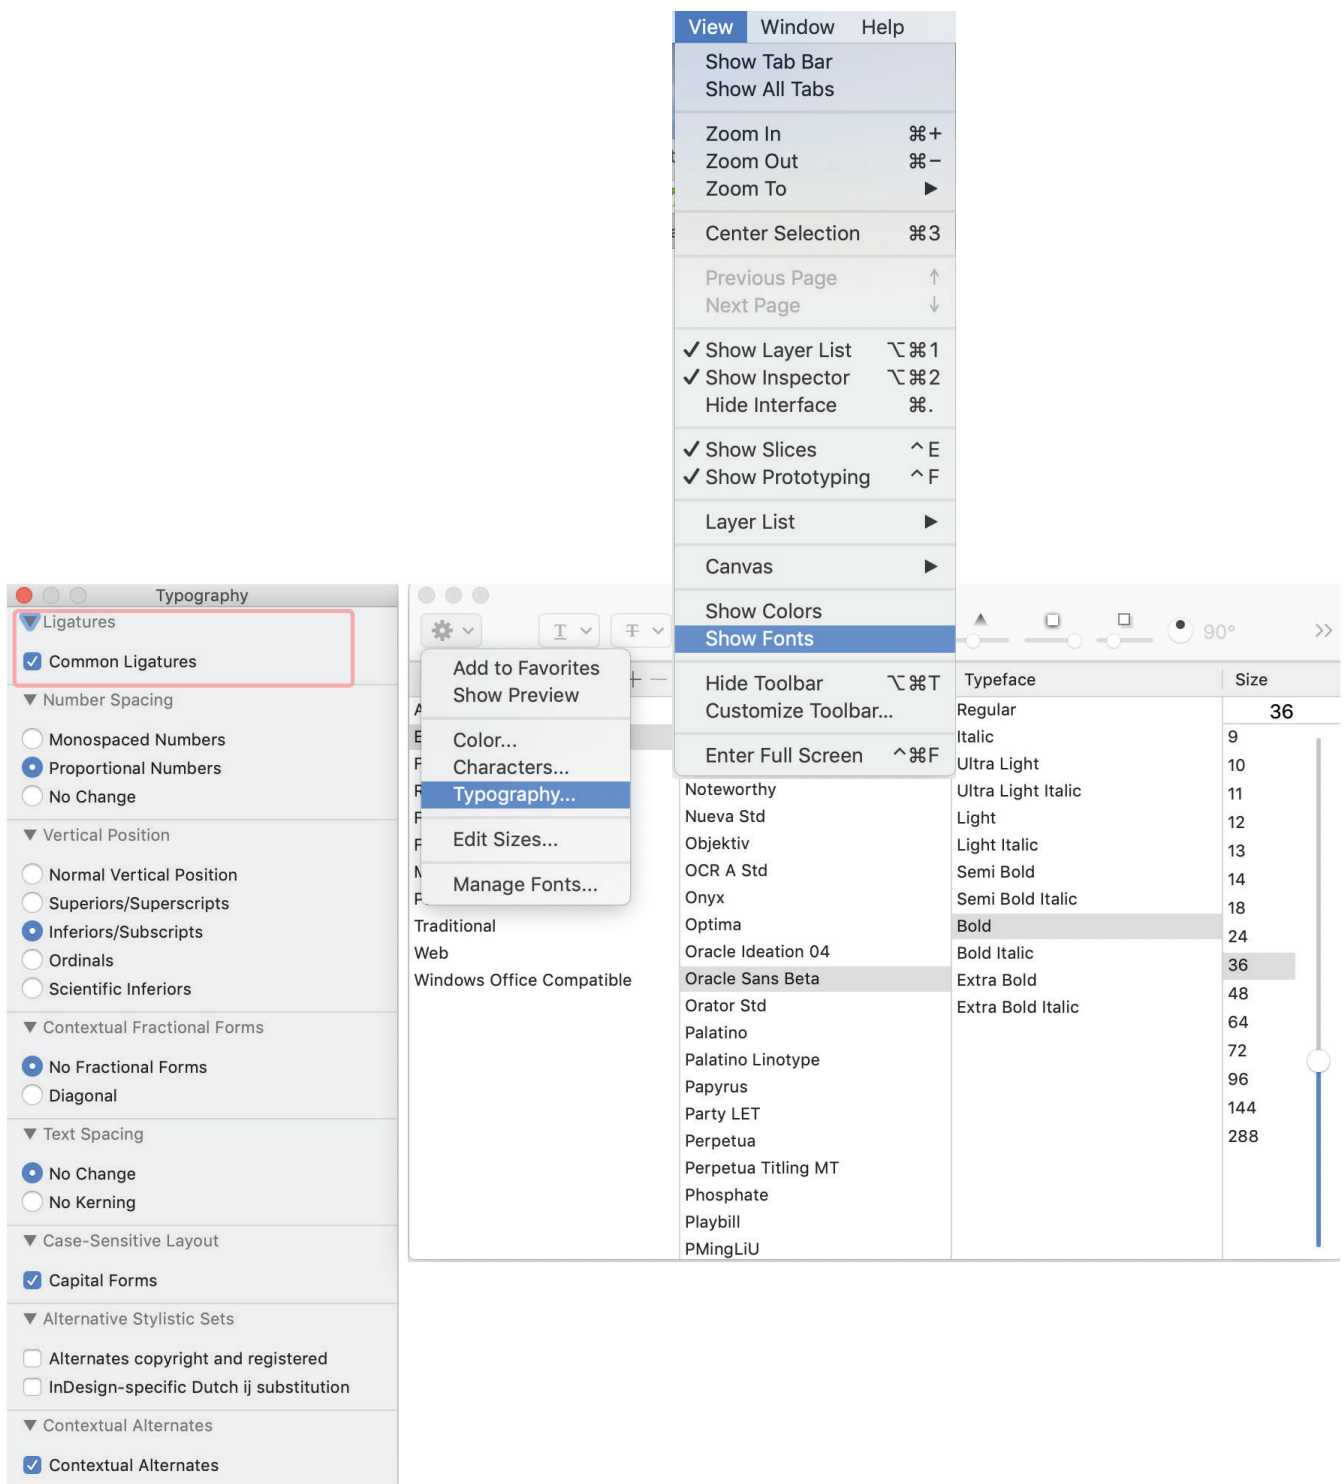 View Window Help
Show Tab Bar
Show All Tabs
Zoom In ⌘+
Zoom Out ⌘−
Zoom To ▶
Center Selection ⌘3
Previous Page ↑
Next Page ↓
✓ Show Layer List ⌥⌘1
✓ Show Inspector ⌥⌘2
Hide Interface ⌘.
✓ Show Slices ^E
✓ Show Prototyping ^F
Layer List ▶
Canvas ▶
Show Colors
Show Fonts
Hide Toolbar ⌥⌘T
Customize Toolbar...
Enter Full Screen ^⌘F
Typography
Ligatures
Common Ligatures
Number Spacing
Monospaced Numbers
Proportional Numbers
No Change
Vertical Position
Normal Vertical Position
Superiors/Superscripts
Inferiors/Subscripts
Ordinals
Scientific Inferiors
Contextual Fractional Forms
No Fractional Forms
Diagonal
Text Spacing
No Change
No Kerning
Case-Sensitive Layout
Capital Forms
Alternative Stylistic Sets
Alternates copyright and registered
InDesign-specific Dutch ij substitution
Contextual Alternates
Contextual Alternates
T T
90°
Add to Favorites
Show Preview
Color...
Characters...
Typography...
Edit Sizes...
Manage Fonts...
Traditional
Web
Windows Office Compatible
Noteworthy
Nueva Std
Objektiv
OCR A Std
Onyx
Optima
Oracle Ideation 04
Oracle Sans Beta
Orator Std
Palatino
Palatino Linotype
Papyrus
Party LET
Perpetua
Perpetua Titling MT
Phosphate
Playbill
PMingLiU
Typeface
Regular
Italic
Ultra Light
Ultra Light Italic
Light
Light Italic
Semi Bold
Semi Bold Italic
Bold
Bold Italic
Extra Bold
Extra Bold Italic
Size
36
9
10
11
12
13
14
18
24
36
48
64
72
96
144
288